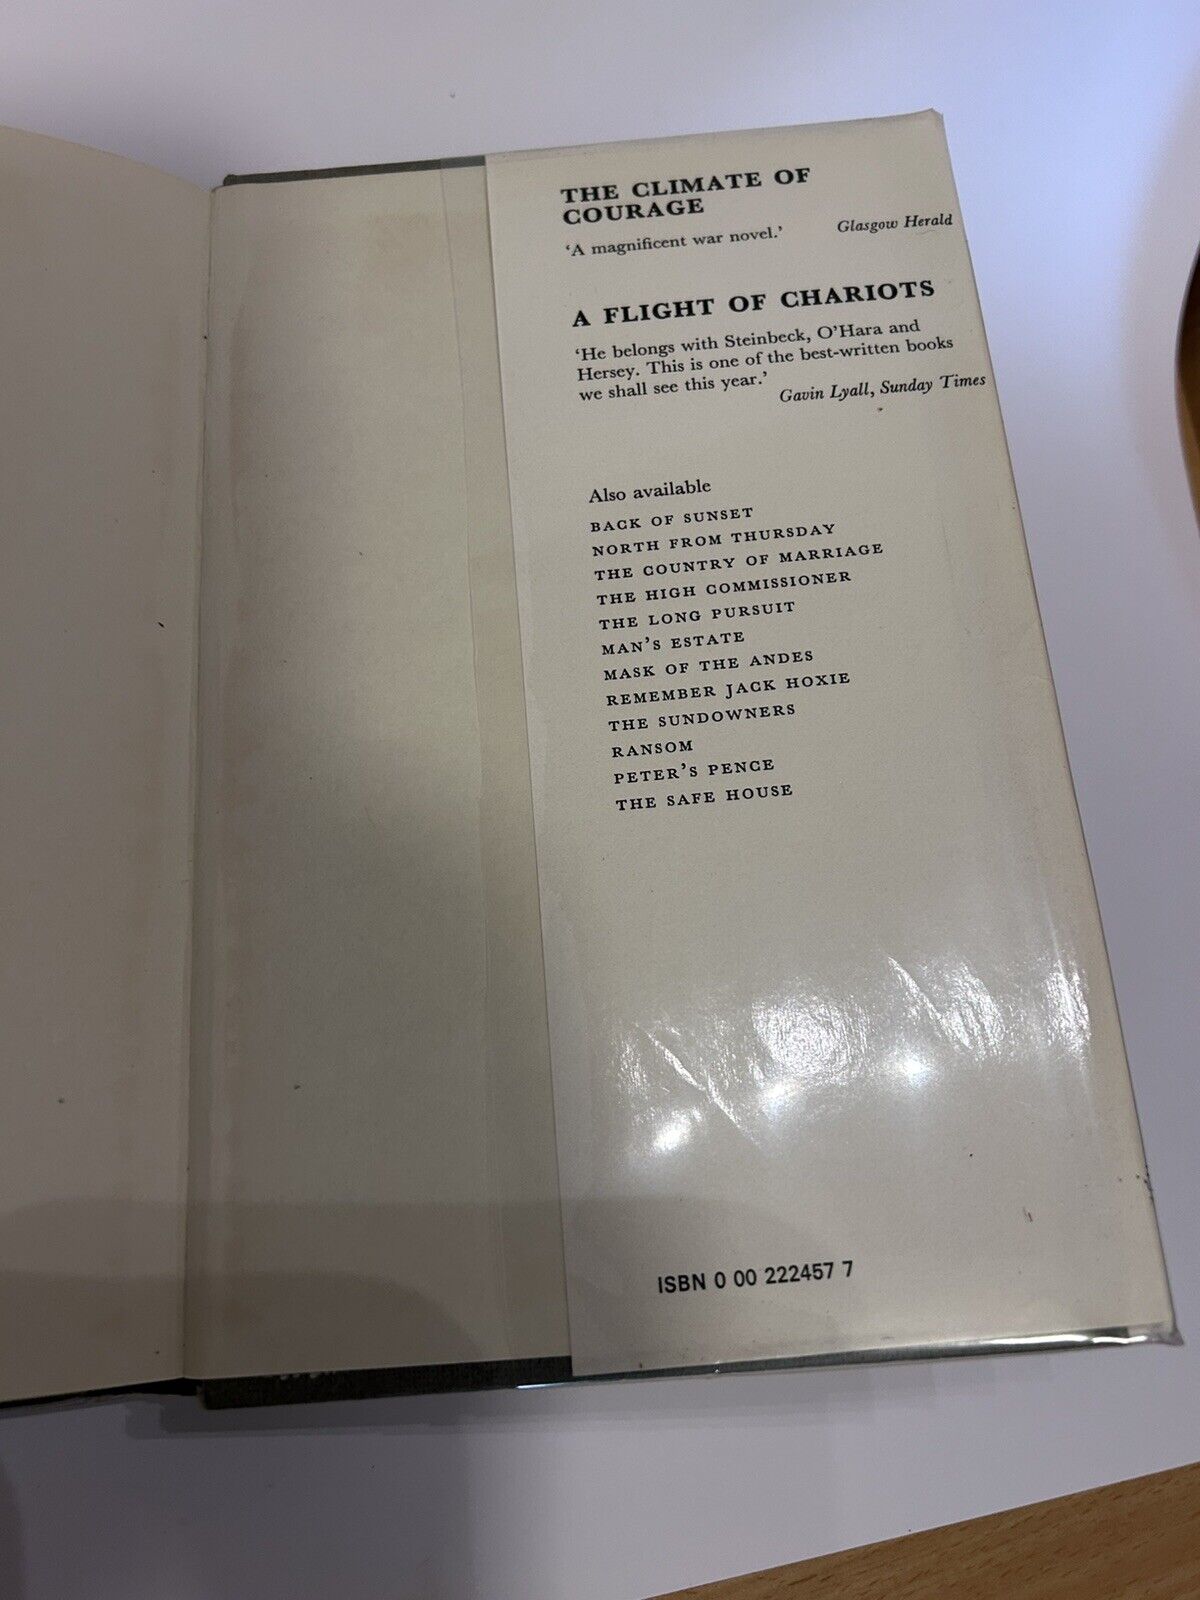 THE CLIMATE OF
COURAGE
‘A magnificent war novel.’ Glasgow Herald
A FLIGHT OF CHARIOTS
‘He belongs with Steinbeck, O’Hara and
Hersey. This is one of the best-written books
we shall see this year.’
Gavin Lyall, Sunday Times
Also available
BACK OF SUNSET
NORTH FROM THURSDAY
THE COUNTRY OF MARRIAGE
THE HIGH COMMISSIONER
THE LONG PURSUIT
MAN’S ESTATE
MASK OF THE ANDES
REMEMBER JACK HOXIE
THE SUNDOWNERS
RANSOM
PETER’S PENCE
THE SAFE HOUSE
ISBN 0 00 222457 7